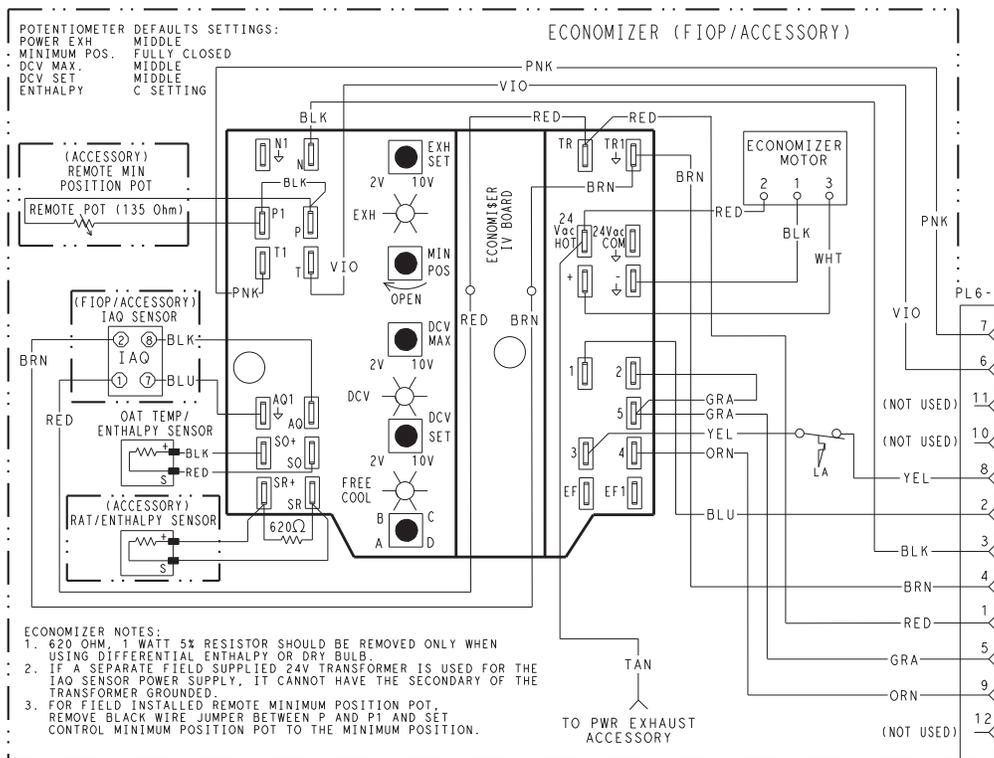 POTENTIOMETER DEFAULTS SETTINGS:
POWER EXH MIDDLE
MINIMUM POS. FULLY CLOSED
DCV MAX. MIDDLE
DCV SET MIDDLE
ENTHALPY C SETTING
ECONOMIZER (FIOP/ACCESSORY)
PNK
VIO
BLK
RED
RED
(ACCESSORY)
REMOTE MIN
POSITION POT
REMOTE POT (135 Ohm)
N1
N
BLK
P1
P
T1
T
VIO
PNK
EXH
SET
2V 10V
EXH
MIN
POS
OPEN
DCV
MAX
2V 10V
DCV
DCV
SET
2V 10V
FREE
COOL
B C
A D
ECONOMI$ER
IV BOARD
RED
BRN
TR
TR1
BRN
BRN
24
Vac
HOT
24Vac
COM
+
-
1
2
5
3
4
EF
EF1
ECONOMIZER
MOTOR
2 1 3
RED
BLK
WHT
PNK
VIO
GRA
GRA
YEL
ORN
BLU
LA
(FIOP/ACCESSORY)
IAQ SENSOR
2 8
IAQ
1 7
BLK
BLU
BRN
RED
AQ1
AQ
SO+
SO
SR+
SR
620Ω
OAT TEMP/
ENTHALPY SENSOR
+
S
BLK
RED
(ACCESSORY)
RAT/ENTHALPY SENSOR
+
S
PL6-
7
6
(NOT USED) 11
(NOT USED) 10
YEL 8
2
BLK 3
BRN 4
RED 1
GRA 5
ORN 9
(NOT USED) 12
TAN
TO PWR EXHAUST
ACCESSORY
ECONOMIZER NOTES:
1. 620 OHM, 1 WATT 5% RESISTOR SHOULD BE REMOVED ONLY WHEN
USING DIFFERENTIAL ENTHALPY OR DRY BULB.
2. IF A SEPARATE FIELD SUPPLIED 24V TRANSFORMER IS USED FOR THE
IAQ SENSOR POWER SUPPLY, IT CANNOT HAVE THE SECONDARY OF THE
TRANSFORMER GROUNDED.
3. FOR FIELD INSTALLED REMOTE MINIMUM POSITION POT,
REMOVE BLACK WIRE JUMPER BETWEEN P AND P1 AND SET
CONTROL MINIMUM POSITION POT TO THE MINIMUM POSITION.